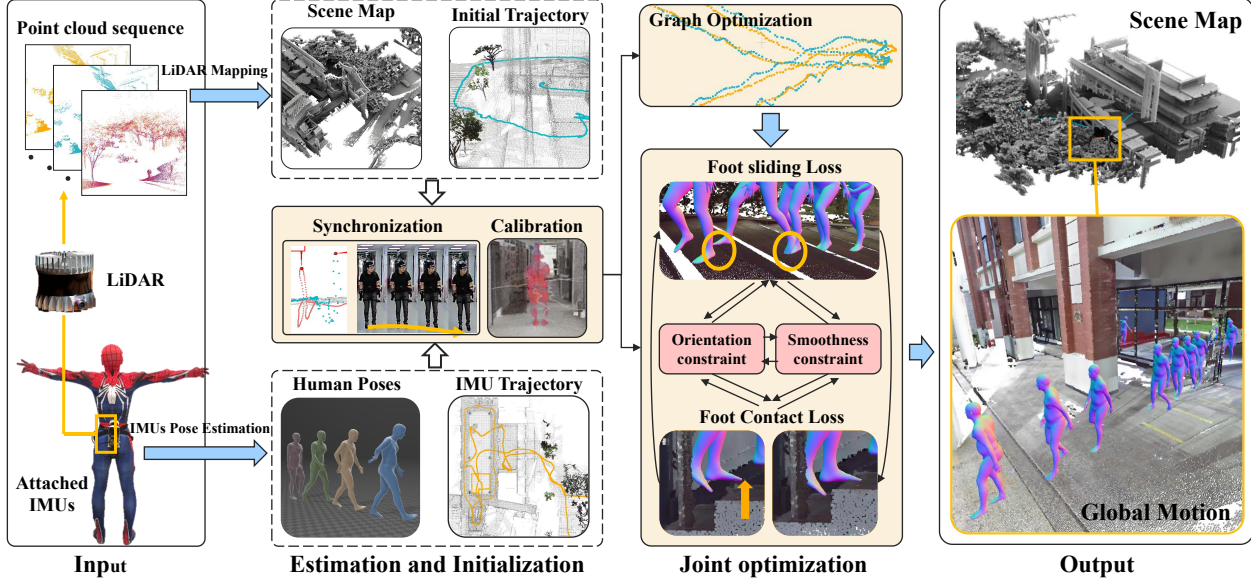 Point cloud sequence
LiDAR Mapping
LiDAR
IMUs Pose Estimation
Attached
IMUs
Input
Scene Map
Initial Trajectory
Synchronization
Calibration
Human Poses
IMU Trajectory
Estimation and Initialization
Graph Optimization
Foot sliding Loss
Orientation
constraint
Smoothness
constraint
Foot Contact Loss
Joint optimization
Scene Map
Global Motion
Output